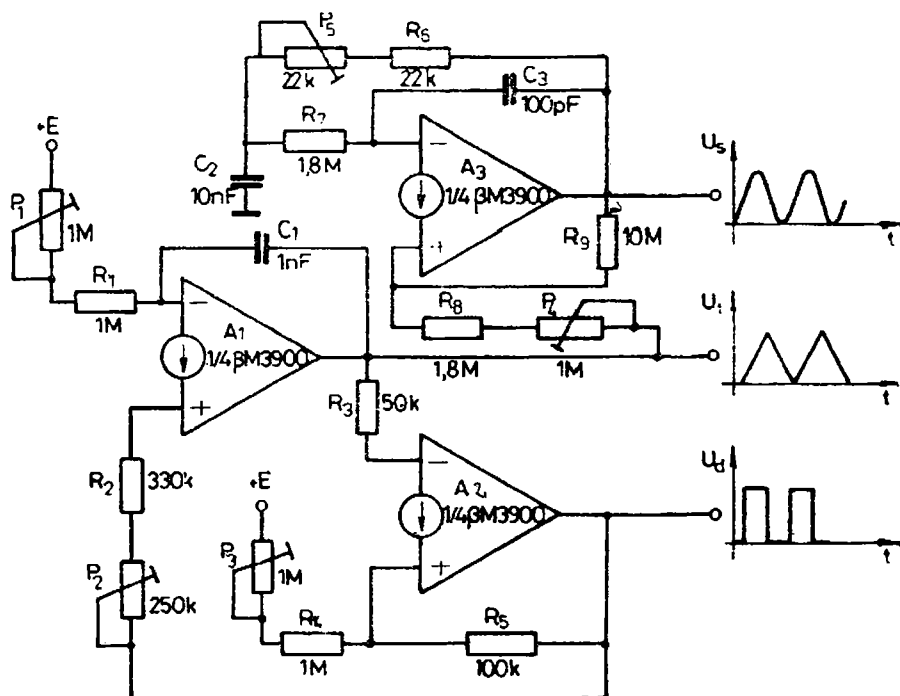 P5
22k
R6
22k
C3
100pF
R7
1,8M
C2
10nF
+E
P1
1M
R1
1M
C1
1nF
−
A3
1/4 βM3900
+
R9
10M
Us
t
−
A1
1/4 βM3900
+
R8
1,8M
P4
1M
Ut
t
R3
50k
R2
330k
P2
250k
+E
P3
1M
R4
1M
−
A2
1/4βM3900
+
R5
100k
Ud
t